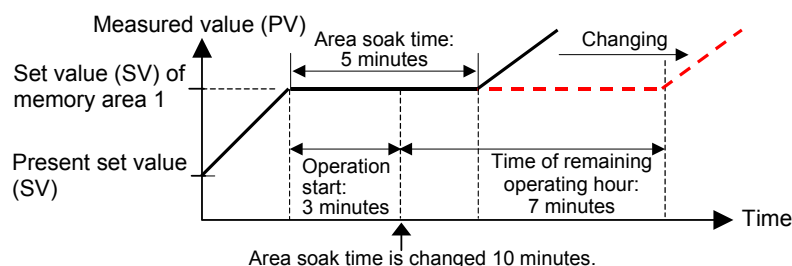 Measured value (PV)
Area soak time:
5 minutes
Changing
Set value (SV) of
memory area 1
Present set value
(SV)
Operation
start:
3 minutes
Time of remaining
operating hour:
7 minutes
Time
Area soak time is changed 10 minutes.